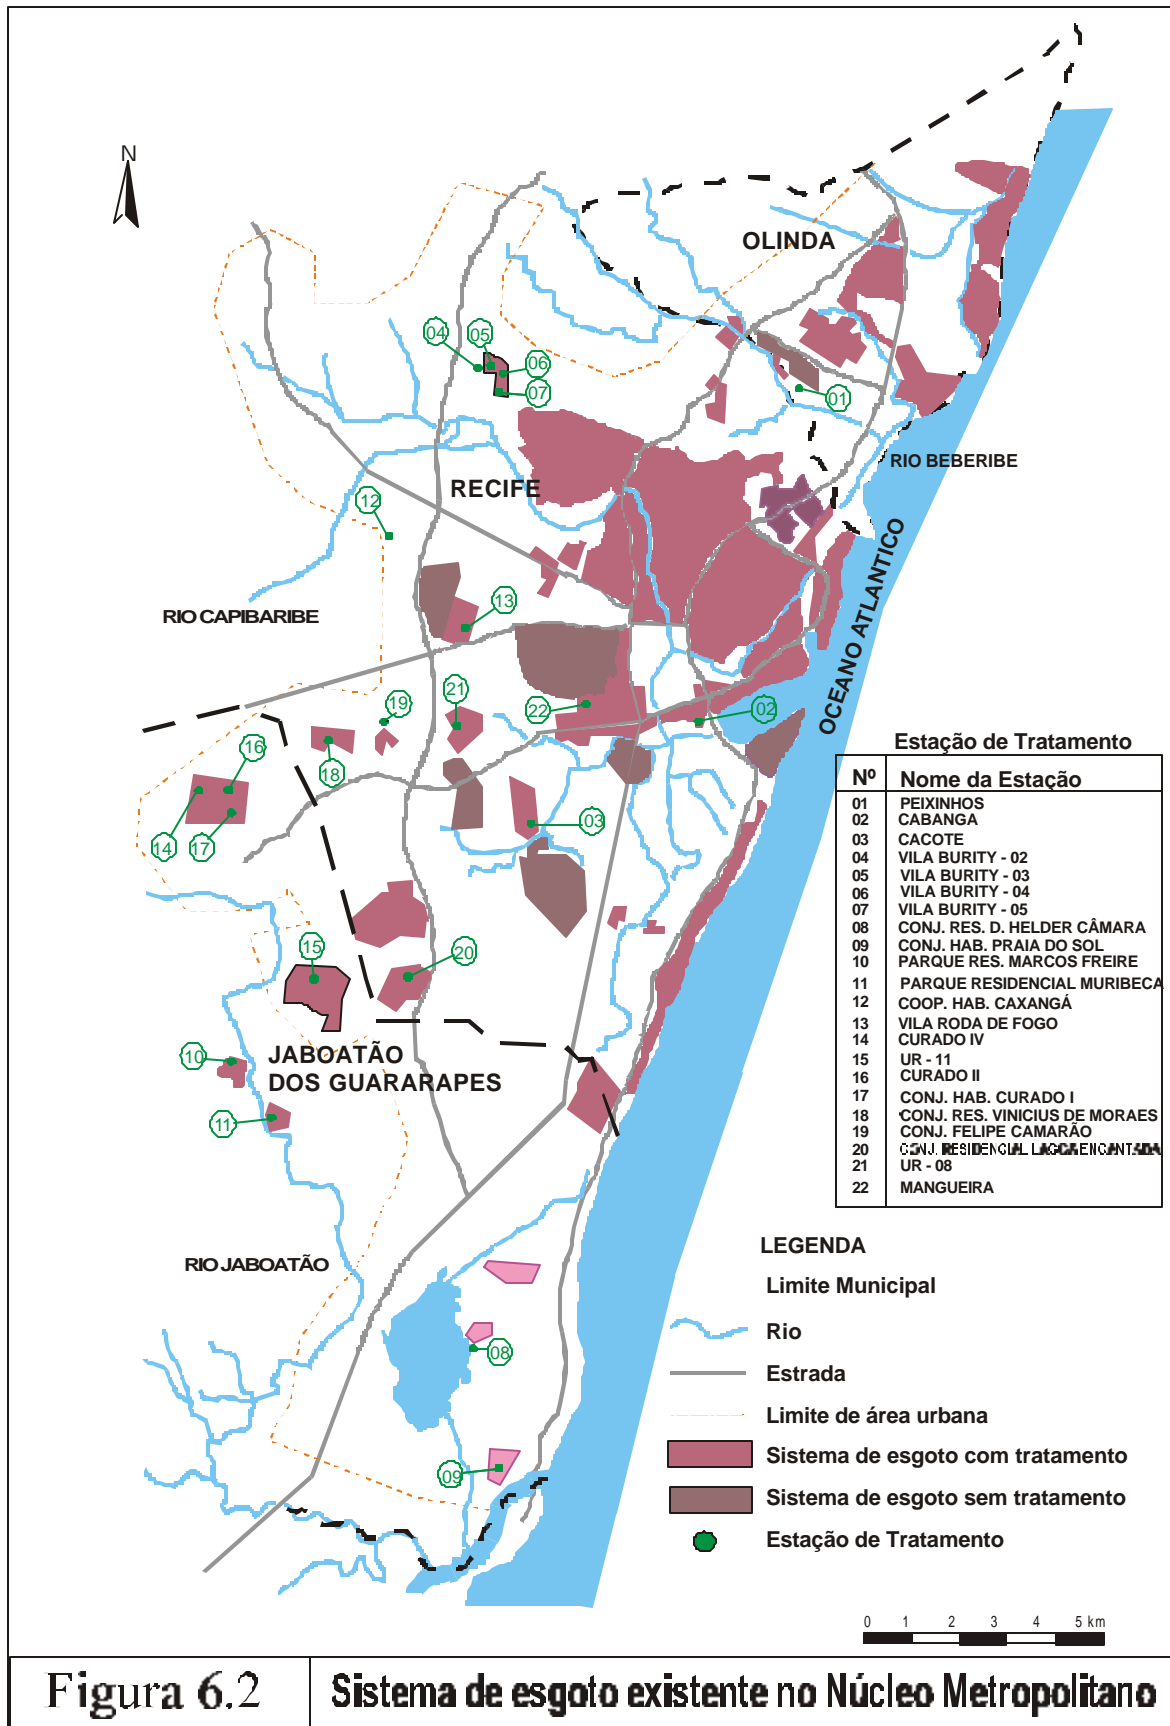 N
OLINDA
04
05
06
07
01
RIO BEBERIBE
RECIFE
12
OCEANO ATLANTICO
RIO CAPIBARIBE
13
21
19
22
02
16
18
14
17
03
15
20
10
JABOATÃO
DOS GUARARAPES
11
RIO JABOATÃO
08
09
Estação de Tratamento
Nº Nome da Estação
01 PEIXINHOS
02 CABANGA
03 CACOTE
04 VILA BURITY - 02
05 VILA BURITY - 03
06 VILA BURITY - 04
07 VILA BURITY - 05
08 CONJ. RES. D. HELDER CÂMARA
09 CONJ. HAB. PRAIA DO SOL
10 PARQUE RES. MARCOS FREIRE
11 PARQUE RESIDENCIAL MURIBECA
12 COOP. HAB. CAXANGÁ
13 VILA RODA DE FOGO
14 CURADO IV
15 UR - 11
16 CURADO II
17 CONJ. HAB. CURADO I
18 CONJ. RES. VINICIUS DE MORAES
19 CONJ. FELIPE CAMARÃO
20 CONJ. RESIDENCIAL LAGOA ENCANTADA
21 UR - 08
22 MANGUEIRA
LEGENDA
Limite Municipal
Rio
Estrada
Limite de área urbana
Sistema de esgoto com tratamento
Sistema de esgoto sem tratamento
Estação de Tratamento
0 1 2 3 4 5 km
Figura 6.2
Sistema de esgoto existente no Núcleo Metropolitano